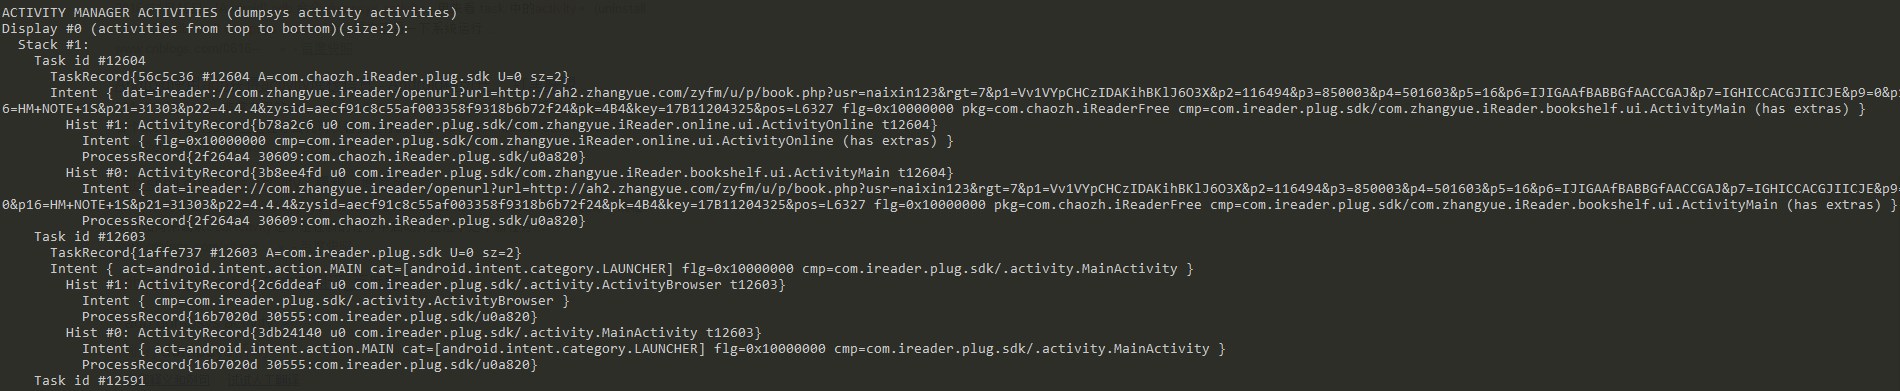 ACTIVITY MANAGER ACTIVITIES (dumpsys activity activities)
Display #0 (activities from top to bottom)(size:2):
Stack #1:
Task id #12604
TaskRecord{56c5c36 #12604 A=com.chaozh.iReader.plug.sdk U=0 sz=2}
Intent { dat=ireader://com.zhangyue.ireader/openurl?url=http://ah2.zhangyue.com/zyfm/u/p/book.php?usr=naixin123&rgt=7&p1=Vv1VYpCHCzIDAKihBKlJ6O3X&p2=116494&p3=850003&p4=501603&p5=16&p6=IJIGAAfBABBGfAACCGAJ&p7=IGHICCACGJIICJE&p9=0&p1
6=HM+NOTE+1S&p21=31303&p22=4.4.4&zysid=aecf91c8c55af003358f9318b6b72f24&pk=4B4&key=17B11204325&pos=L6327 flg=0x10000000 pkg=com.chaozh.iReaderFree cmp=com.ireader.plug.sdk/com.zhangyue.iReader.bookshelf.ui.ActivityMain (has extras) }
Hist #1: ActivityRecord{b78a2c6 u0 com.ireader.plug.sdk/com.zhangyue.iReader.online.ui.ActivityOnline t12604}
Intent { flg=0x10000000 cmp=com.ireader.plug.sdk/com.zhangyue.iReader.online.ui.ActivityOnline (has extras) }
ProcessRecord{2f264a4 30609:com.chaozh.iReader.plug.sdk/u0a820}
Hist #0: ActivityRecord{3b8ee4fd u0 com.ireader.plug.sdk/com.zhangyue.iReader.bookshelf.ui.ActivityMain t12604}
Intent { dat=ireader://com.zhangyue.ireader/openurl?url=http://ah2.zhangyue.com/zyfm/u/p/book.php?usr=naixin123&rgt=7&p1=Vv1VYpCHCzIDAKihBKlJ6O3X&p2=116494&p3=850003&p4=501603&p5=16&p6=IJIGAAfBABBGfAACCGAJ&p7=IGHICCACGJIICJE&p9=
0&p16=HM+NOTE+1S&p21=31303&p22=4.4.4&zysid=aecf91c8c55af003358f9318b6b72f24&pk=4B4&key=17B11204325&pos=L6327 flg=0x10000000 pkg=com.chaozh.iReaderFree cmp=com.ireader.plug.sdk/com.zhangyue.iReader.bookshelf.ui.ActivityMain (has extras) }
ProcessRecord{2f264a4 30609:com.chaozh.iReader.plug.sdk/u0a820}
Task id #12603
TaskRecord{1affe737 #12603 A=com.ireader.plug.sdk U=0 sz=2}
Intent { act=android.intent.action.MAIN cat=[android.intent.category.LAUNCHER] flg=0x10000000 cmp=com.ireader.plug.sdk/.activity.MainActivity }
Hist #1: ActivityRecord{2c6ddeaf u0 com.ireader.plug.sdk/.activity.ActivityBrowser t12603}
Intent { cmp=com.ireader.plug.sdk/.activity.ActivityBrowser }
ProcessRecord{16b7020d 30555:com.ireader.plug.sdk/u0a820}
Hist #0: ActivityRecord{3db24140 u0 com.ireader.plug.sdk/.activity.MainActivity t12603}
Intent { act=android.intent.action.MAIN cat=[android.intent.category.LAUNCHER] flg=0x10000000 cmp=com.ireader.plug.sdk/.activity.MainActivity }
ProcessRecord{16b7020d 30555:com.ireader.plug.sdk/u0a820}
Task id #12591